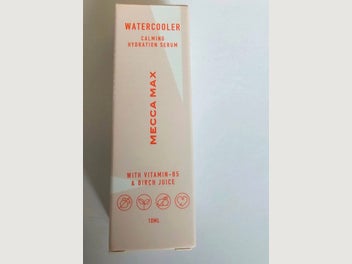 WATERCOOLER
CALMING
HYDRATION SERUM
MECCA MAX
WITH VITAMIN-B5
& BIRCH JUICE
10ML